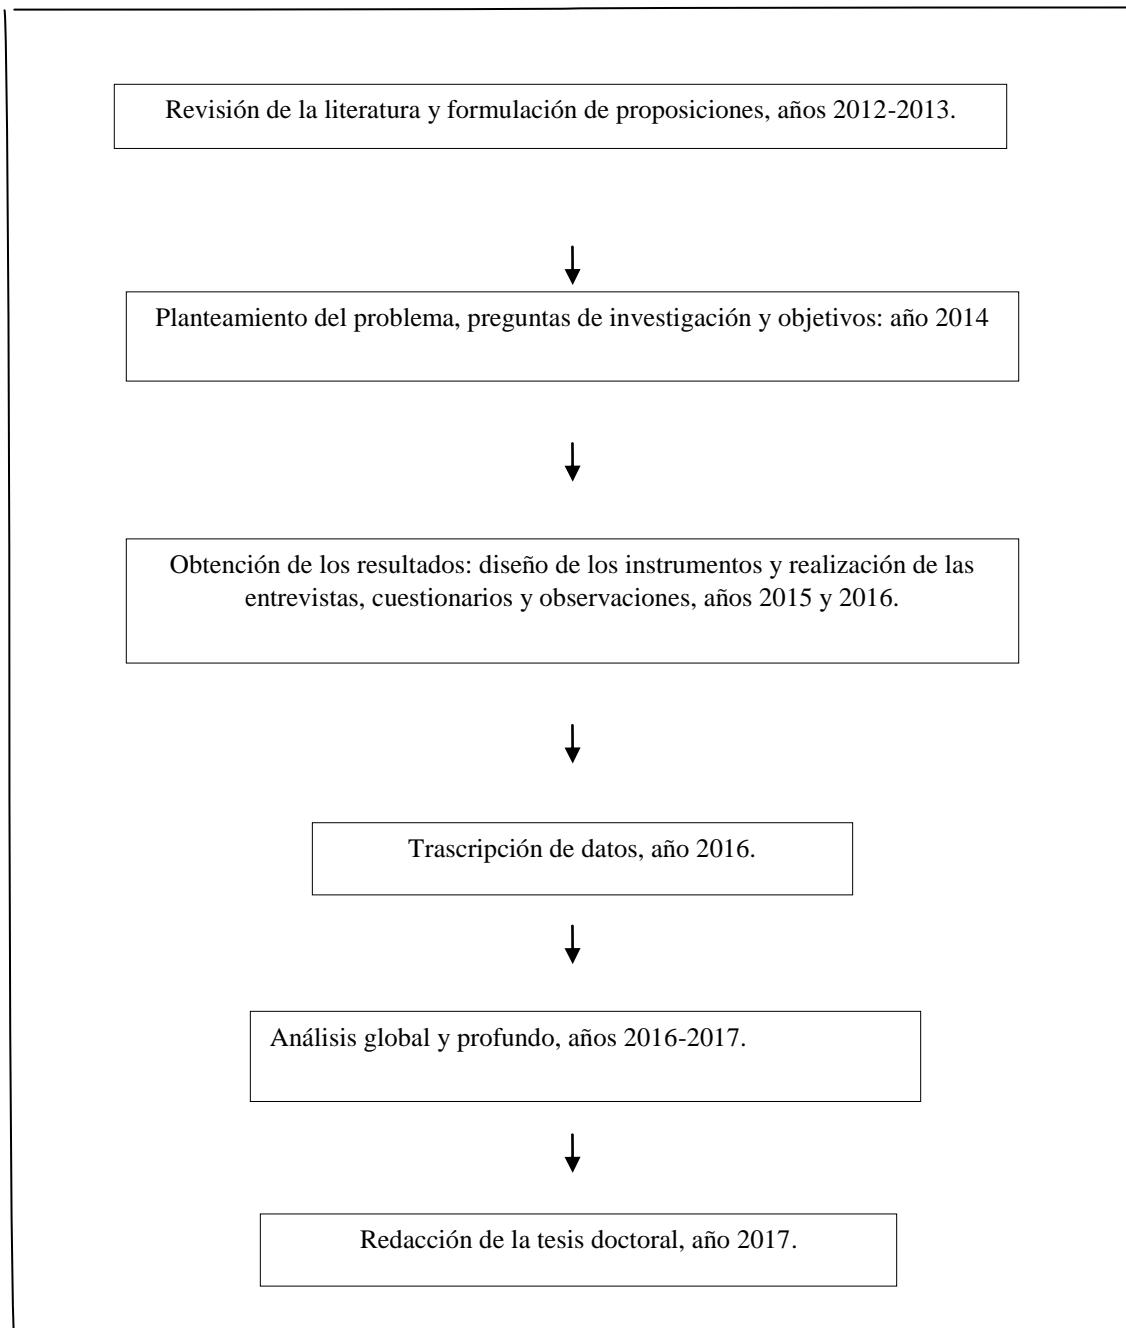 Revisión de la literatura y formulación de proposiciones, años 2012-2013.
Planteamiento del problema, preguntas de investigación y objetivos: año 2014
Obtención de los resultados: diseño de los instrumentos y realización de las
entrevistas, cuestionarios y observaciones, años 2015 y 2016.
Trascripción de datos, año 2016.
Análisis global y profundo, años 2016-2017.
Redacción de la tesis doctoral, año 2017.